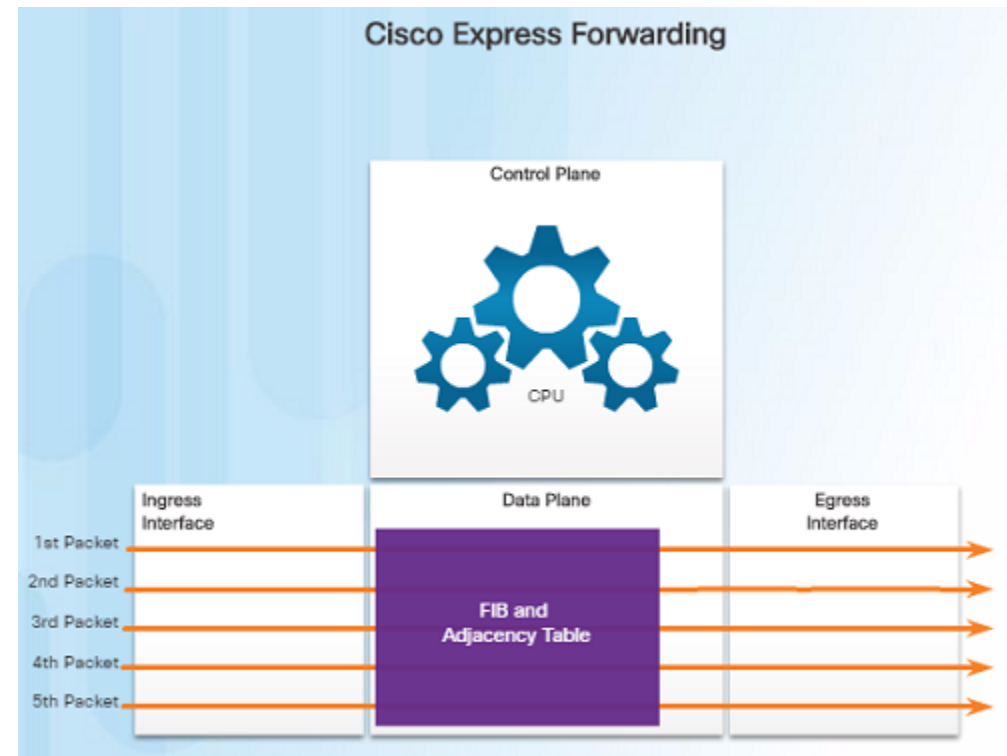 Cisco Express Forwarding
Control Plane
CPU
Ingress
Interface
Data Plane
Egress
Interface
1st Packet
2nd Packet
3rd Packet
4th Packet
5th Packet
FIB and
Adjacency Table